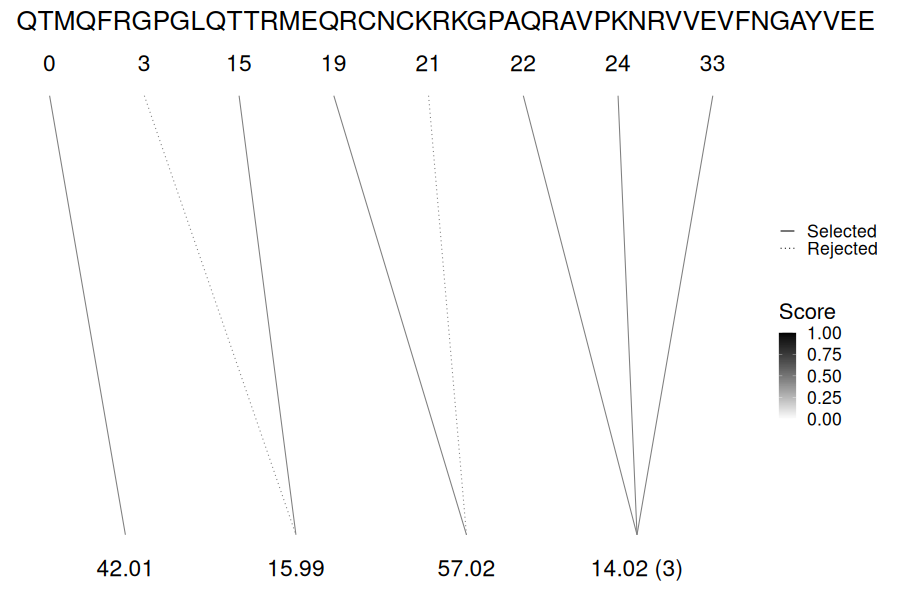 QTMQFRGPGLQTTRMEQRCNCKRKGPAQRAVPKNRVVEVFNGAYVEE
0 3 15 19 21 22 24 33
Selected
Rejected
Score
1.00
0.75
0.50
0.25
0.00
42.01 15.99 57.02 14.02 (3)